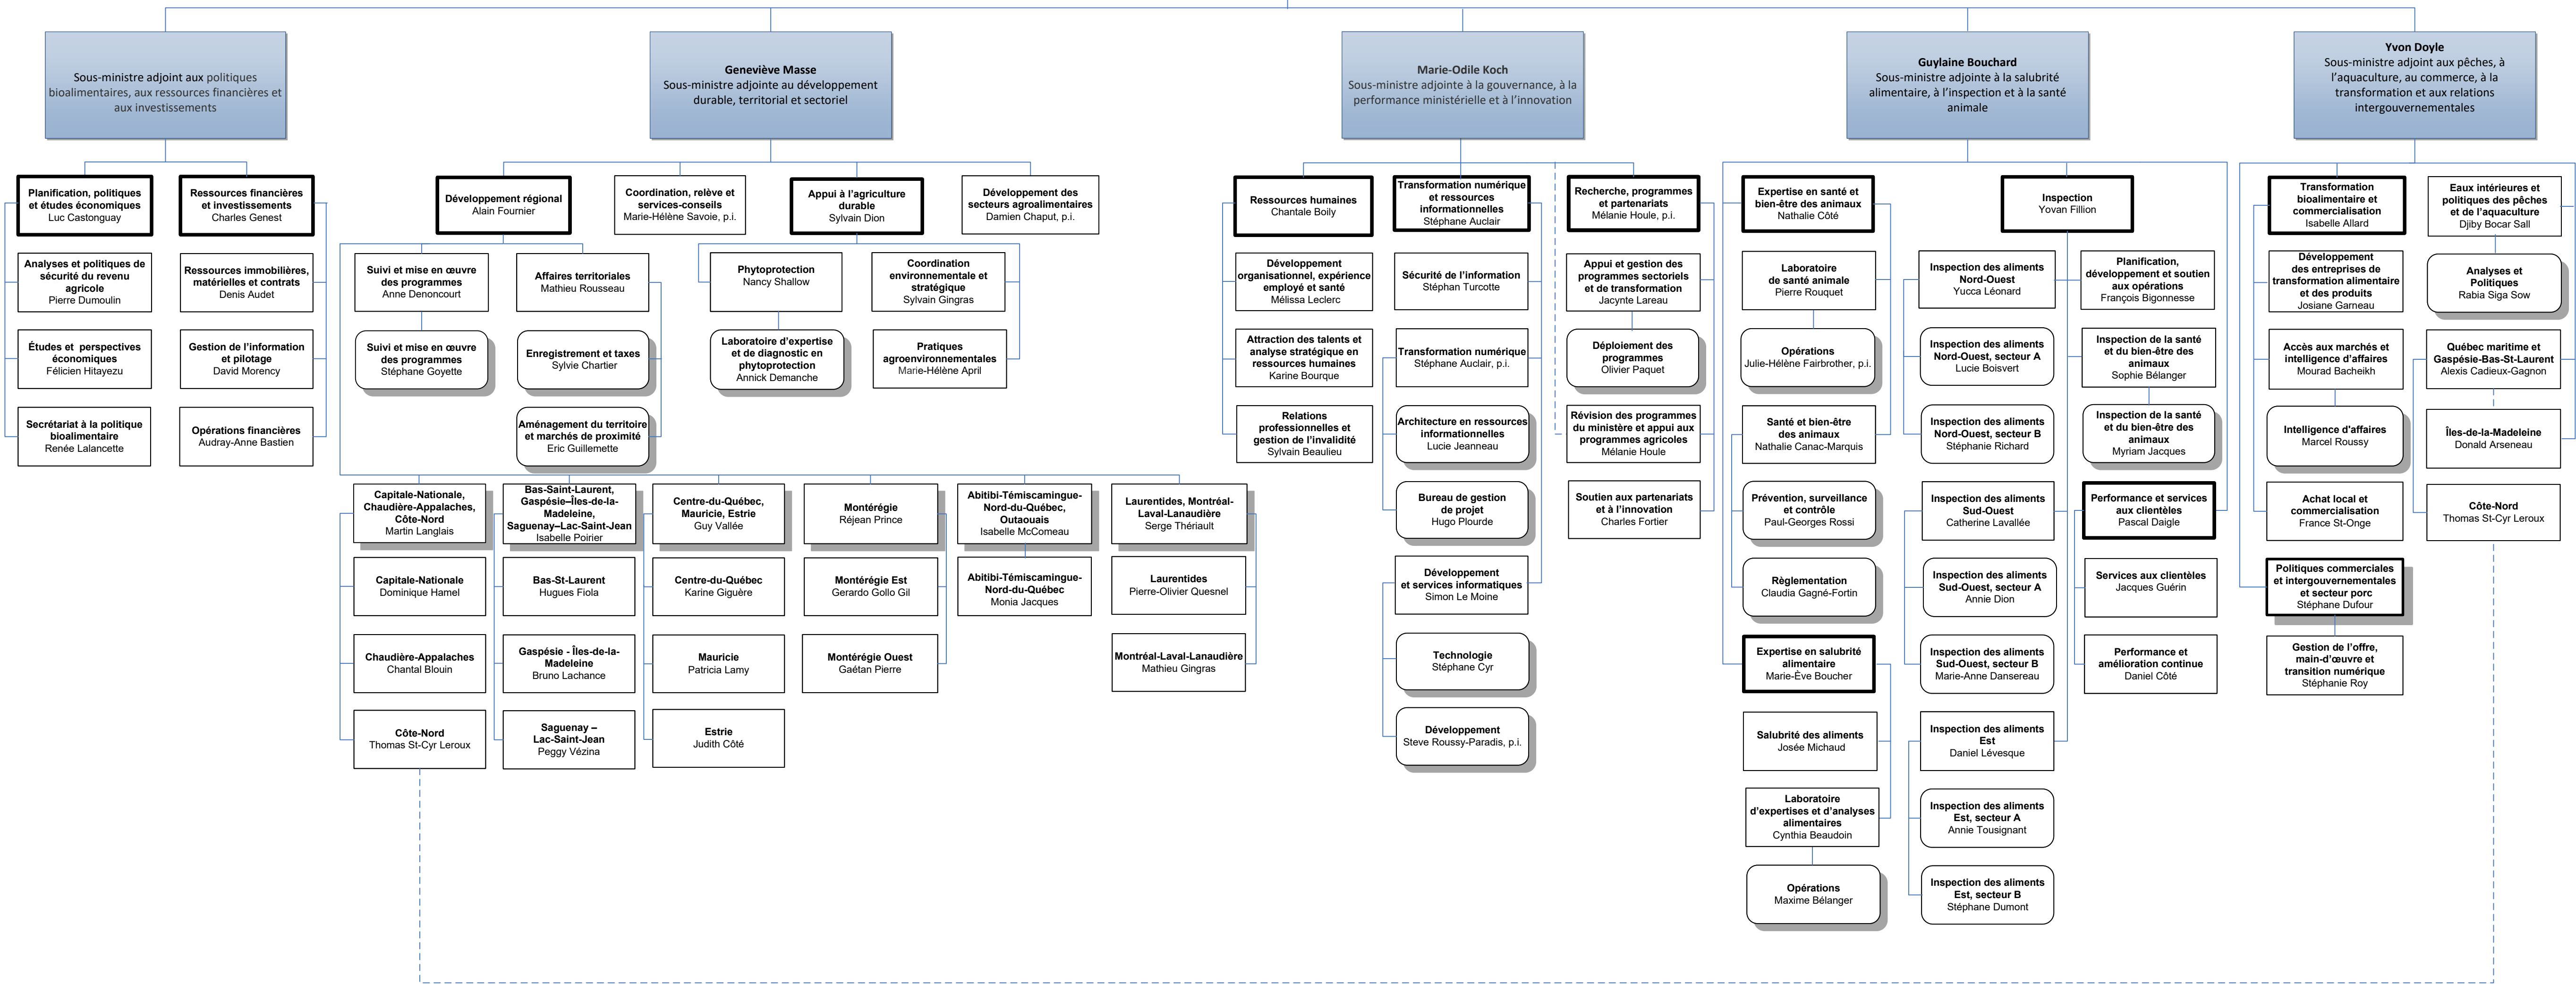 Sous-ministre adjoint aux politiques
bioalimentaires, aux ressources financières et
aux investissements
Geneviève Masse
Sous-ministre adjointe au développement
durable, territorial et sectoriel
Marie-Odile Koch
Sous-ministre adjointe à la gouvernance, à la
performance ministérielle et à l'innovation
Guylaine Bouchard
Sous-ministre adjointe à la salubrité
alimentaire, à l'inspection et à la santé
animale
Yvon Doyle
Sous-ministre adjoint aux pêches, à
l'aquaculture, au commerce, à la
transformation et aux relations
intergouvernementales
Planification, politiques
et études économiques
Luc Castonguay
Analyses et politiques de
sécurité du revenu
agricole
Pierre Dumoulin
Études et perspectives
économiques
Félicien Hitayezu
Secrétariat à la politique
bioalimentaire
Renée Lalancette
Ressources financières
et investissements
Charles Genest
Ressources immobilières,
matérielles et contrats
Denis Audet
Gestion de l'information
et pilotage
David Morency
Opérations financières
Audray-Anne Bastien
Développement régional
Alain Fournier
Coordination, relève et
services-conseils
Marie-Hélène Savoie, p.i.
Appui à l'agriculture
durable
Sylvain Dion
Développement des
secteurs agroalimentaires
Damien Chaput, p.i.
Suivi et mise en œuvre
des programmes
Anne Denoncourt
Suivi et mise en œuvre
des programmes
Stéphane Goyette
Affaires territoriales
Mathieu Rousseau
Enregistrement et taxes
Sylvie Chartier
Aménagement du territoire
et marchés de proximité
Eric Guillemette
Phytoprotection
Nancy Shallow
Laboratoire d'expertise
et de diagnostic en
phytoprotection
Annick Demanche
Coordination
environnementale et
stratégique
Sylvain Gingras
Pratiques
agroenvironnementales
Marie-Hélène April
Capitale-Nationale,
Chaudière-Appalaches,
Côte-Nord
Martin Langlais
Capitale-Nationale
Dominique Hamel
Chaudière-Appalaches
Chantal Blouin
Côte-Nord
Thomas St-Cyr Leroux
Bas-Saint-Laurent,
Gaspésie–Îles-de-la-
Madeleine,
Saguenay–Lac-Saint-Jean
Isabelle Poirier
Bas-St-Laurent
Hugues Fiola
Gaspésie - Îles-de-la-
Madeleine
Bruno Lachance
Saguenay –
Lac-Saint-Jean
Peggy Vézina
Centre-du-Québec,
Mauricie, Estrie
Guy Vallée
Centre-du-Québec
Karine Giguère
Mauricie
Patricia Lamy
Estrie
Judith Côté
Montérégie
Réjean Prince
Montérégie Est
Gerardo Gollo Gil
Montérégie Ouest
Gaétan Pierre
Abitibi-Témiscamingue-
Nord-du-Québec,
Outaouais
Isabelle McComeau
Abitibi-Témiscamingue-
Nord-du-Québec
Monia Jacques
Laurentides, Montréal-
Laval-Lanaudière
Serge Thériault
Laurentides
Pierre-Olivier Quesnel
Montréal-Laval-Lanaudière
Mathieu Gingras
Ressources humaines
Chantale Boily
Développement
organisationnel, expérience
employé et santé
Mélissa Leclerc
Attraction des talents et
analyse stratégique en
ressources humaines
Karine Bourque
Relations
professionnelles et
gestion de l'invalidité
Sylvain Beaulieu
Transformation numérique
et ressources
informationnelles
Stéphane Auclair
Sécurité de l'information
Stéphan Turcotte
Transformation numérique
Stéphane Auclair, p.i.
Architecture en ressources
informationnelles
Lucie Jeanneau
Bureau de gestion
de projet
Hugo Plourde
Développement
et services informatiques
Simon Le Moine
Technologie
Stéphane Cyr
Développement
Steve Roussy-Paradis, p.i.
Recherche, programmes
et partenariats
Mélanie Houle, p.i.
Appui et gestion des
programmes sectoriels
et de transformation
Jacynte Lareau
Déploiement des
programmes
Olivier Paquet
Révision des programmes
du ministère et appui aux
programmes agricoles
Mélanie Houle
Soutien aux partenariats
et à l'innovation
Charles Fortier
Expertise en santé et
bien-être des animaux
Nathalie Côté
Laboratoire
de santé animale
Pierre Rouquet
Opérations
Julie-Hélène Fairbrother, p.i.
Santé et bien-être
des animaux
Nathalie Canac-Marquis
Prévention, surveillance
et contrôle
Paul-Georges Rossi
Règlementation
Claudia Gagné-Fortin
Expertise en salubrité
alimentaire
Marie-Ève Boucher
Salubrité des aliments
Josée Michaud
Laboratoire
d'expertises et d'analyses
alimentaires
Cynthia Beaudoin
Opérations
Maxime Bélanger
Inspection
Yovan Fillion
Inspection des aliments
Nord-Ouest
Yucca Léonard
Inspection des aliments
Nord-Ouest, secteur A
Lucie Boisvert
Inspection des aliments
Nord-Ouest, secteur B
Stéphanie Richard
Inspection des aliments
Sud-Ouest
Catherine Lavallée
Inspection des aliments
Sud-Ouest, secteur A
Annie Dion
Inspection des aliments
Sud-Ouest, secteur B
Marie-Anne Dansereau
Inspection des aliments
Est
Daniel Lévesque
Inspection des aliments
Est, secteur A
Annie Tousignant
Inspection des aliments
Est, secteur B
Stéphane Dumont
Planification,
développement et soutien
aux opérations
François Bigonnesse
Inspection de la santé
et du bien-être des
animaux
Sophie Bélanger
Inspection de la santé
et du bien-être des
animaux
Myriam Jacques
Performance et services
aux clientèles
Pascal Daigle
Services aux clientèles
Jacques Guérin
Performance et
amélioration continue
Daniel Côté
Transformation
bioalimentaire et
commercialisation
Isabelle Allard
Développement
des entreprises de
transformation alimentaire
et des produits
Josiane Garneau
Accès aux marchés et
intelligence d'affaires
Mourad Bacheikh
Intelligence d'affaires
Marcel Roussy
Achat local et
commercialisation
France St-Onge
Politiques commerciales
et intergouvernementales
et secteur porc
Stéphane Dufour
Gestion de l'offre,
main-d'œuvre et
transition numérique
Stéphanie Roy
Eaux intérieures et
politiques des pêches
et de l'aquaculture
Djiby Bocar Sall
Analyses et
Politiques
Rabia Siga Sow
Québec maritime et
Gaspésie-Bas-St-Laurent
Alexis Cadieux-Gagnon
Îles-de-la-Madeleine
Donald Arseneau
Côte-Nord
Thomas St-Cyr Leroux